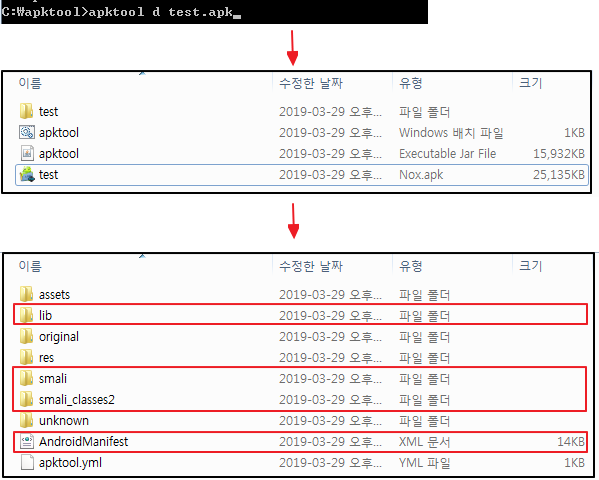 C:\apktool>apktool d test.apk_
이름 수정한 날짜 유형 크기
test 2019-03-29 오후... 파일 폴더
apktool 2019-03-29 오후... Windows 배치 파일 1KB
apktool 2019-03-29 오후... Executable Jar File 15,932KB
test 2019-03-29 오후... Nox.apk 25,135KB
이름 수정한 날짜 유형 크기
assets 2019-03-29 오후... 파일 폴더
lib 2019-03-29 오후... 파일 폴더
original 2019-03-29 오후... 파일 폴더
res 2019-03-29 오후... 파일 폴더
smali 2019-03-29 오후... 파일 폴더
smali_classes2 2019-03-29 오후... 파일 폴더
unknown 2019-03-29 오후... 파일 폴더
AndroidManifest 2019-03-29 오후... XML 문서 14KB
apktool.yml 2019-03-29 오후... YML 파일 1KB